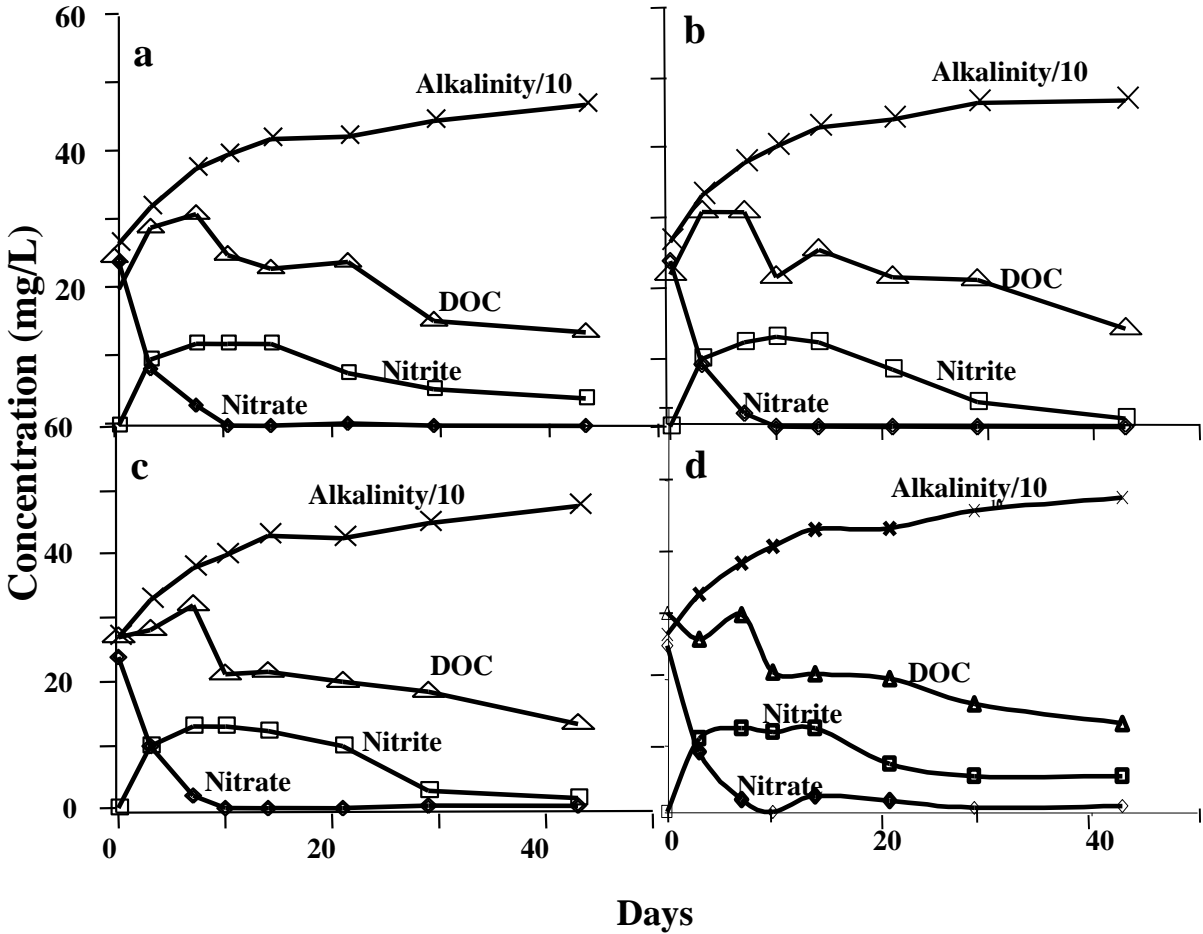 60
a
Alkalinity/10
b
Alkalinity/10
40
DOC
20
DOC
Nitrite
Nitrite
Nitrate
Nitrate
60
c
Alkalinity/10
d
Alkalinity/10
10
40
DOC
DOC
20
Nitrite
Nitrite
Nitrate
Nitrate
0
0
20
40
0
20
40
Concentration (mg/L)
Days